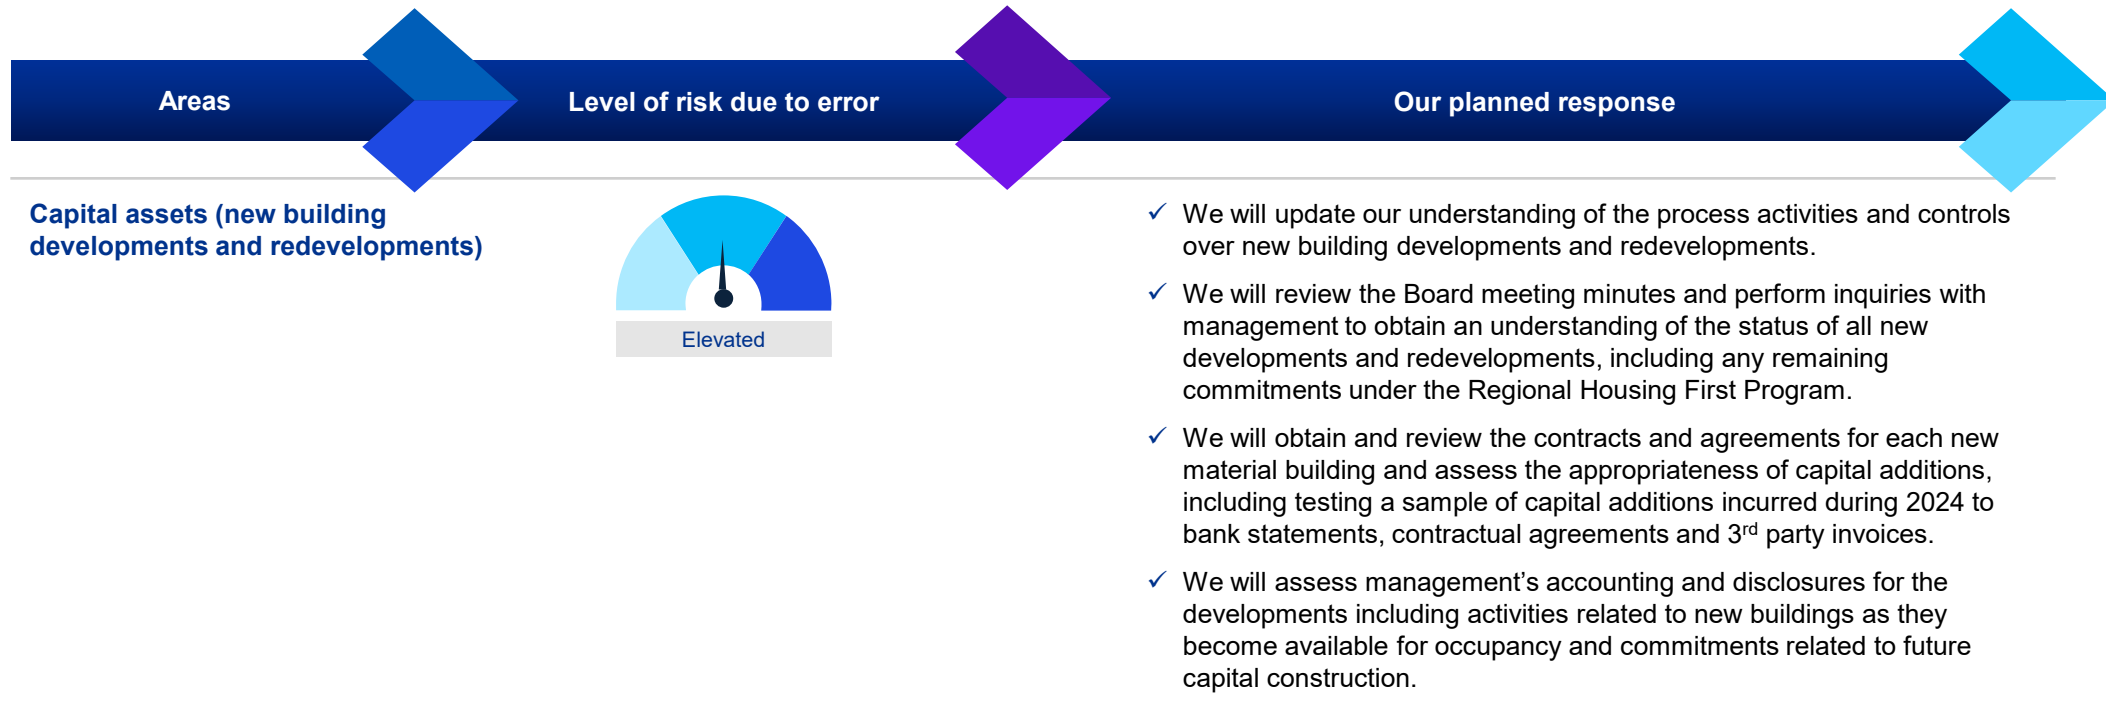 Areas
Level of risk due to error
Our planned response
Capital assets (new building
developments and redevelopments)
Elevated
✓ We will update our understanding of the process activities and controls
over new building developments and redevelopments.
✓ We will review the Board meeting minutes and perform inquiries with
management to obtain an understanding of the status of all new
developments and redevelopments, including any remaining
commitments under the Regional Housing First Program.
✓ We will obtain and review the contracts and agreements for each new
material building and assess the appropriateness of capital additions,
including testing a sample of capital additions incurred during 2024 to
bank statements, contractual agreements and 3rd party invoices.
✓ We will assess management’s accounting and disclosures for the
developments including activities related to new buildings as they
become available for occupancy and commitments related to future
capital construction.